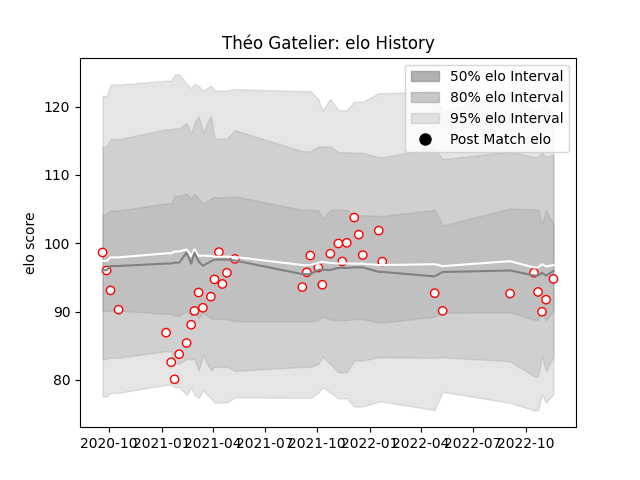 Théo Gatelier: elo History
50% elo Interval
80% elo Interval
95% elo Interval
Post Match elo
elo score
120
110
100
90
80
2020-10 2021-01 2021-04 2021-07 2021-10 2022-01 2022-04 2022-07 2022-10